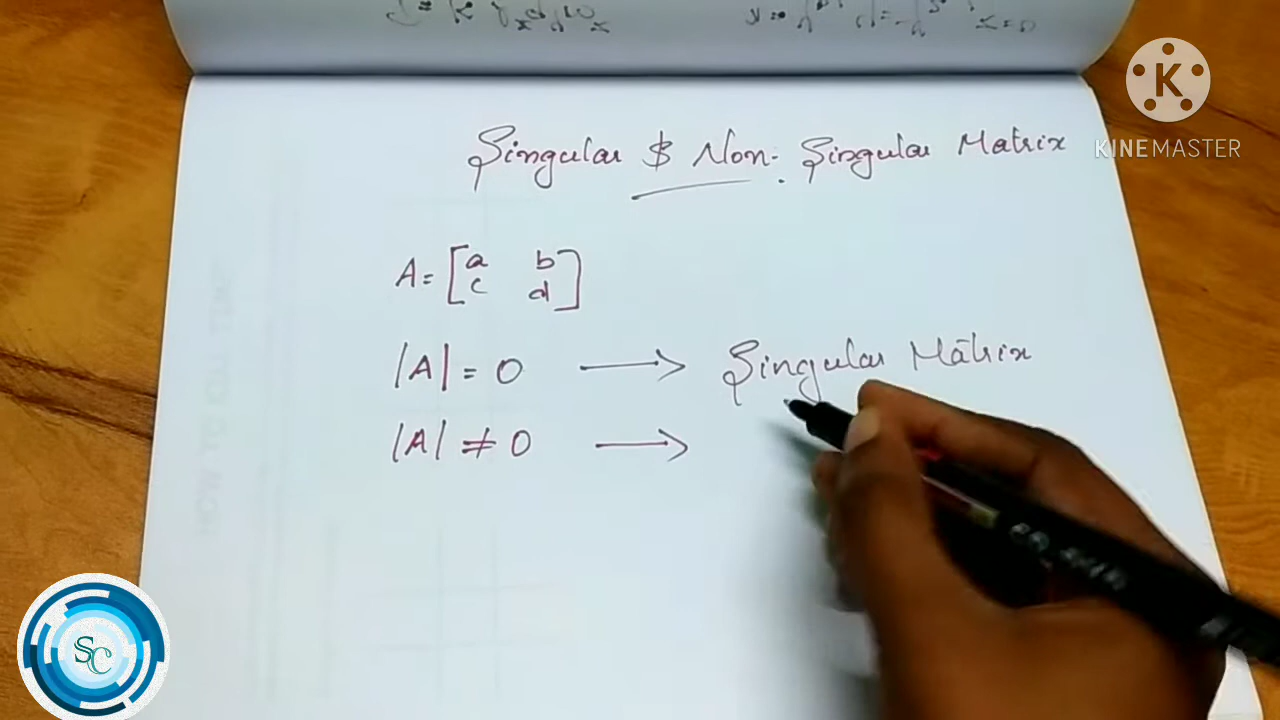 KINEMASTER
Singular $ Non-Singular Matrix
A = [a b
c d]
|A| = 0 ⟶ Singular Matrix
|A| ≠ 0 ⟶
SC